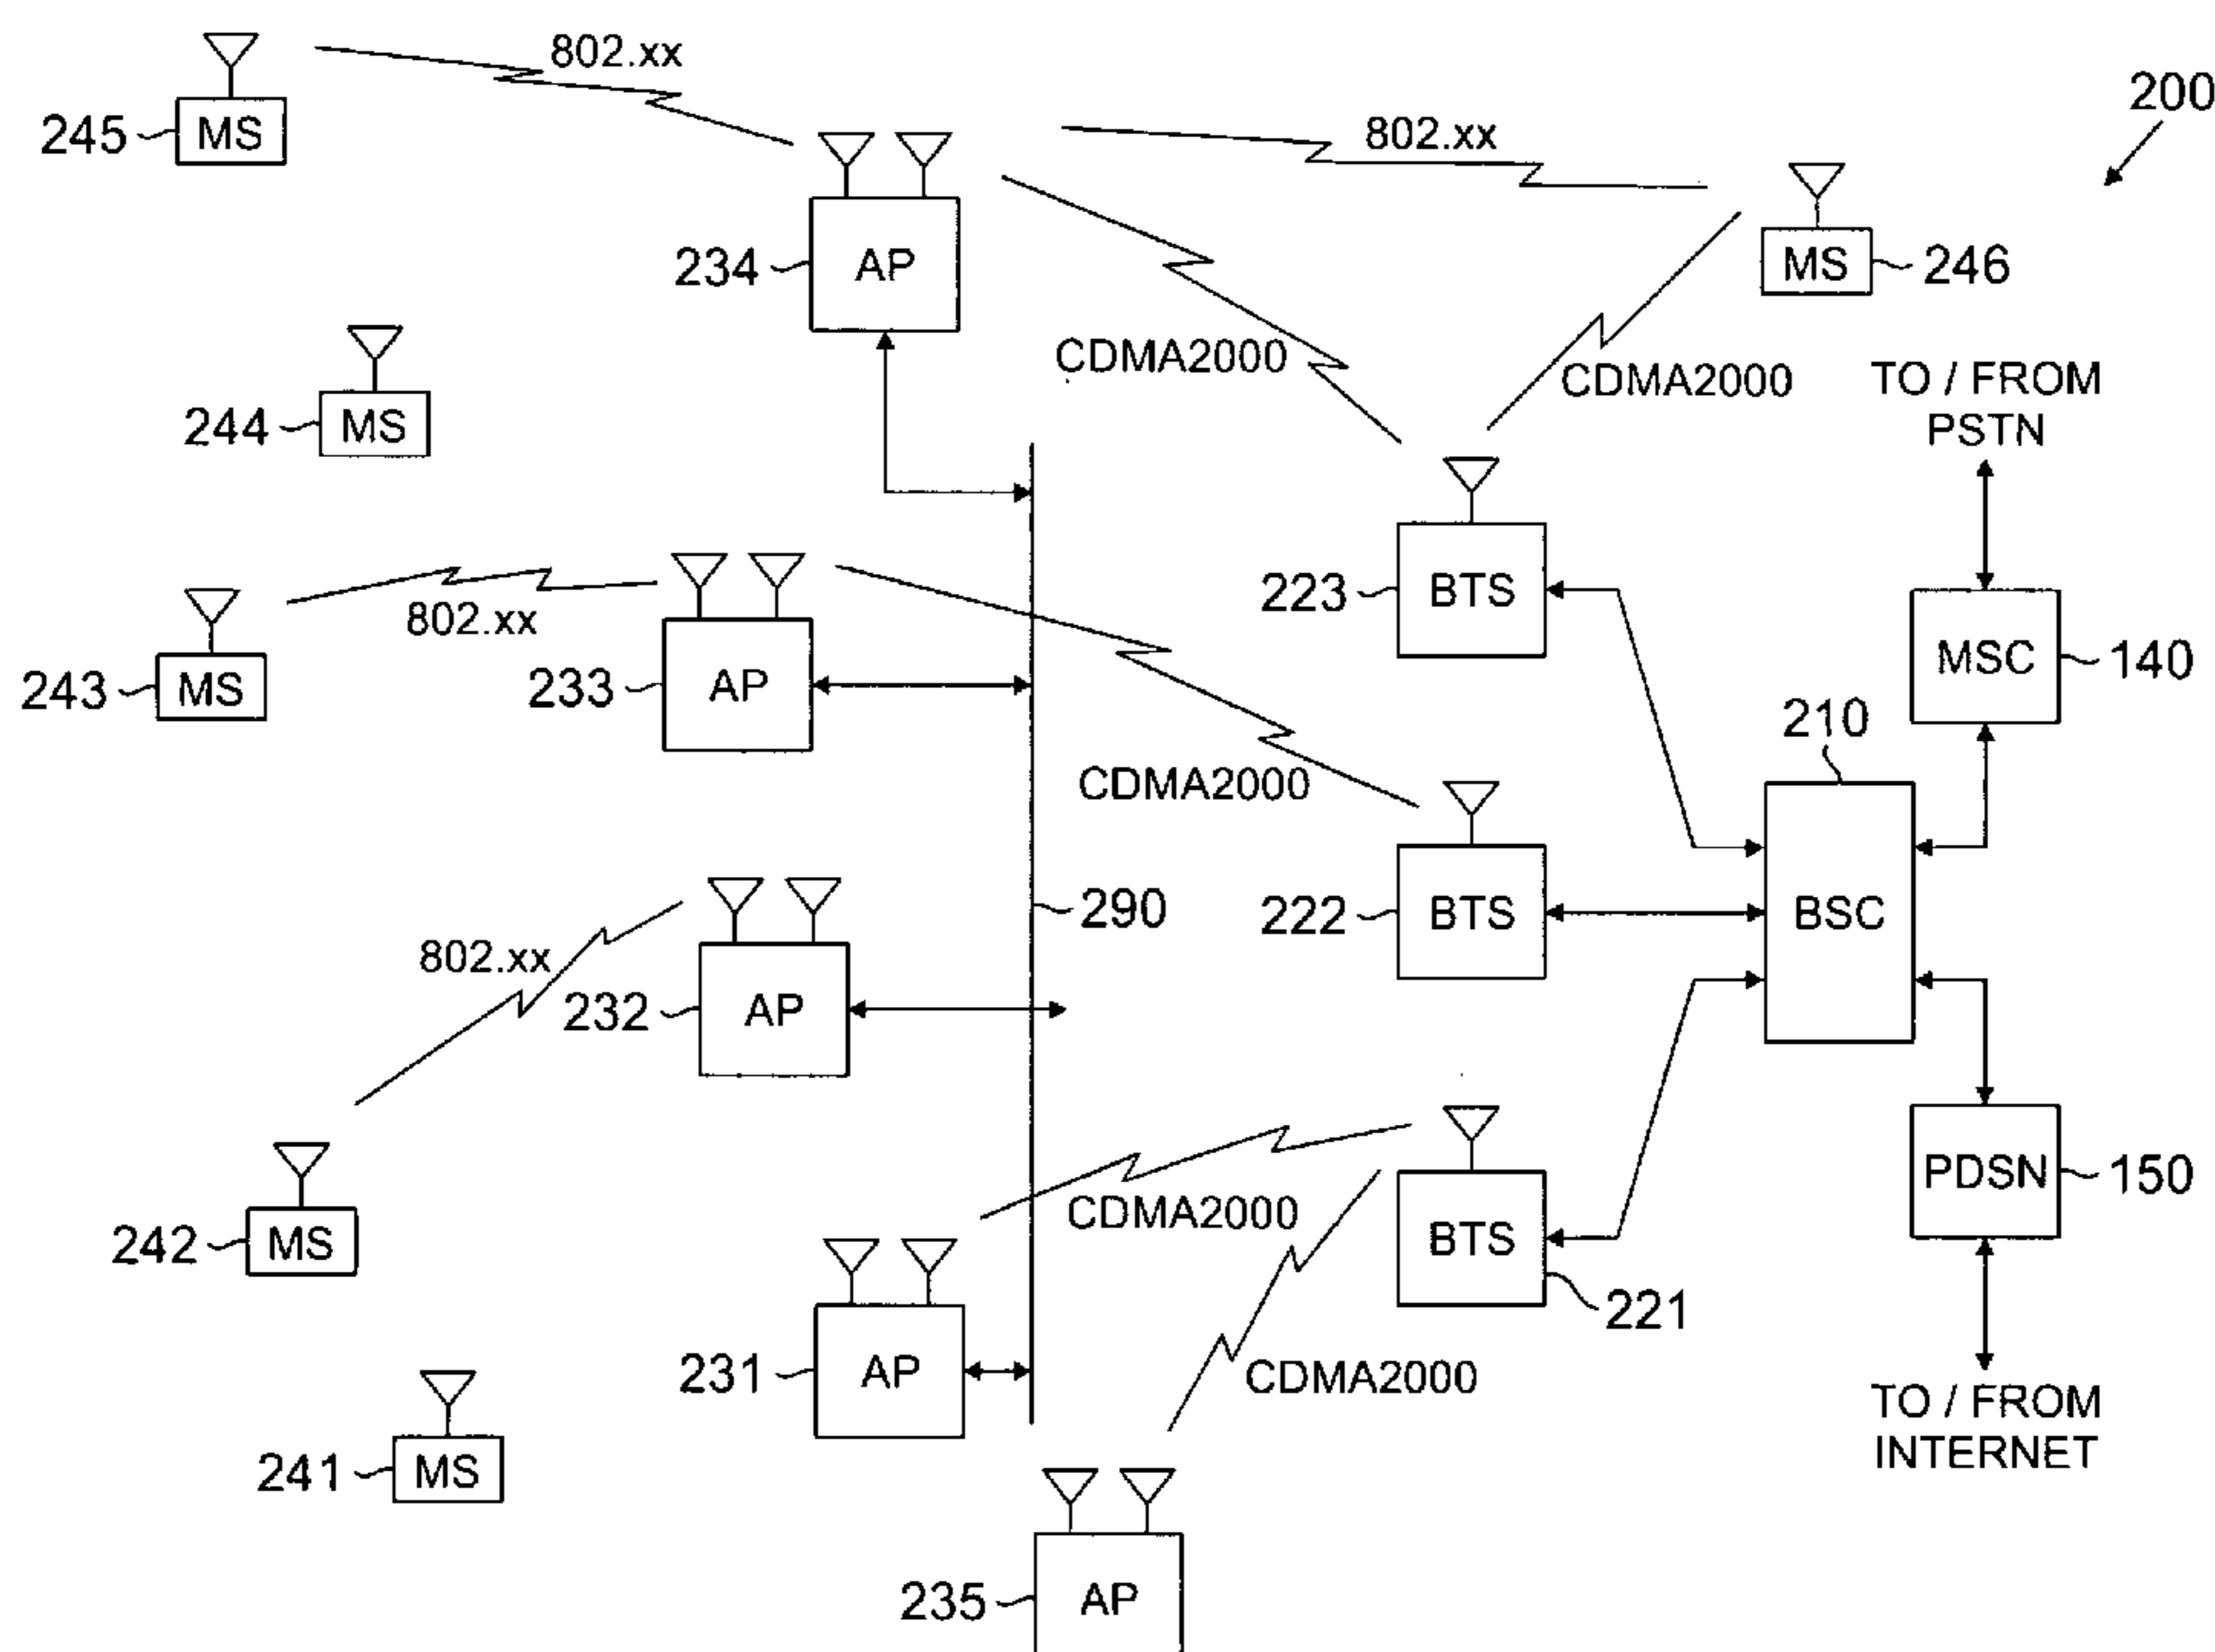 802.xx
200
245
MS
802.xx
234
AP
MS
246
CDMA2000
CDMA2000
TO / FROM
PSTN
244
MS
223
BTS
802.xx
MSC
140
243
MS
233
AP
210
CDMA2000
290
222
BTS
BSC
802.xx
232
AP
PDSN
150
CDMA2000
242
MS
BTS
221
231
AP
CDMA2000
TO / FROM
INTERNET
241
MS
235
AP